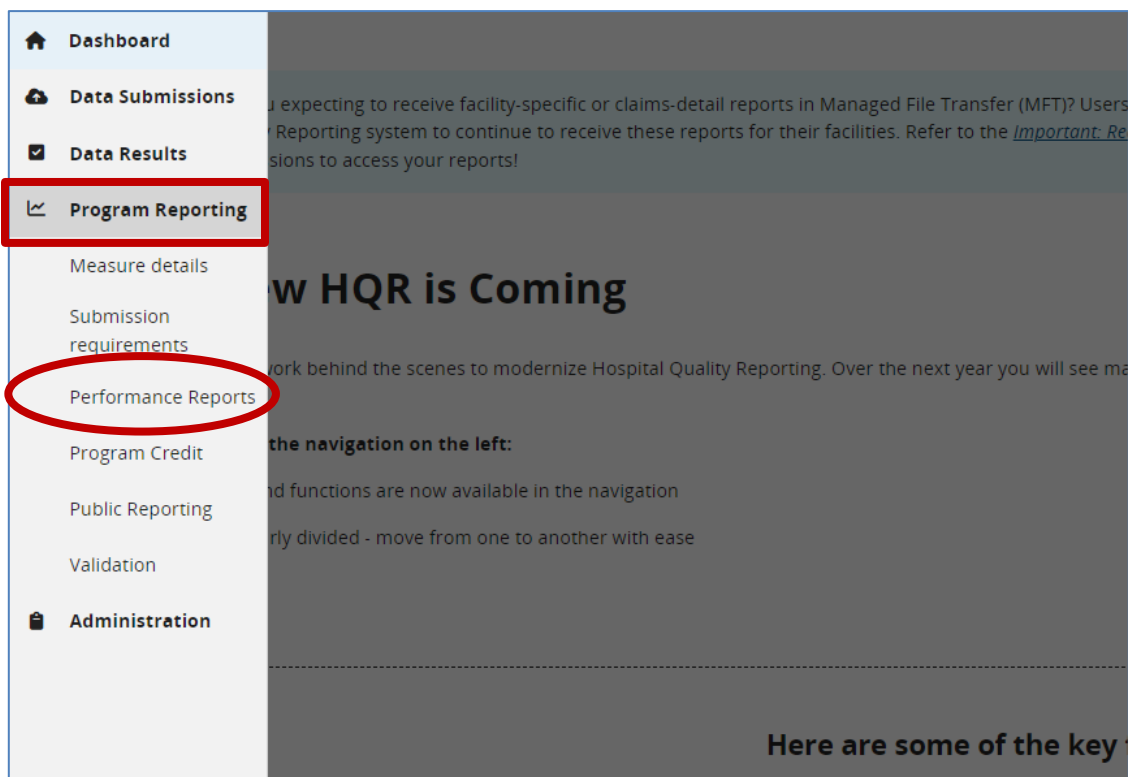 Dashboard
Data Submissions
Data Results
Program Reporting
Measure details
Submission
requirements
Performance Reports
Program Credit
Public Reporting
Validation
Administration
expecting to receive facility-specific or claims-detail reports in Managed File Transfer (MFT)? Users
Reporting system to continue to receive these reports for their facilities. Refer to the Important: Re
sions to access your reports!
ew HQR is Coming
work behind the scenes to modernize Hospital Quality Reporting. Over the next year you will see ma
the navigation on the left:
nd functions are now available in the navigation
rly divided - move from one to another with ease
Here are some of the key